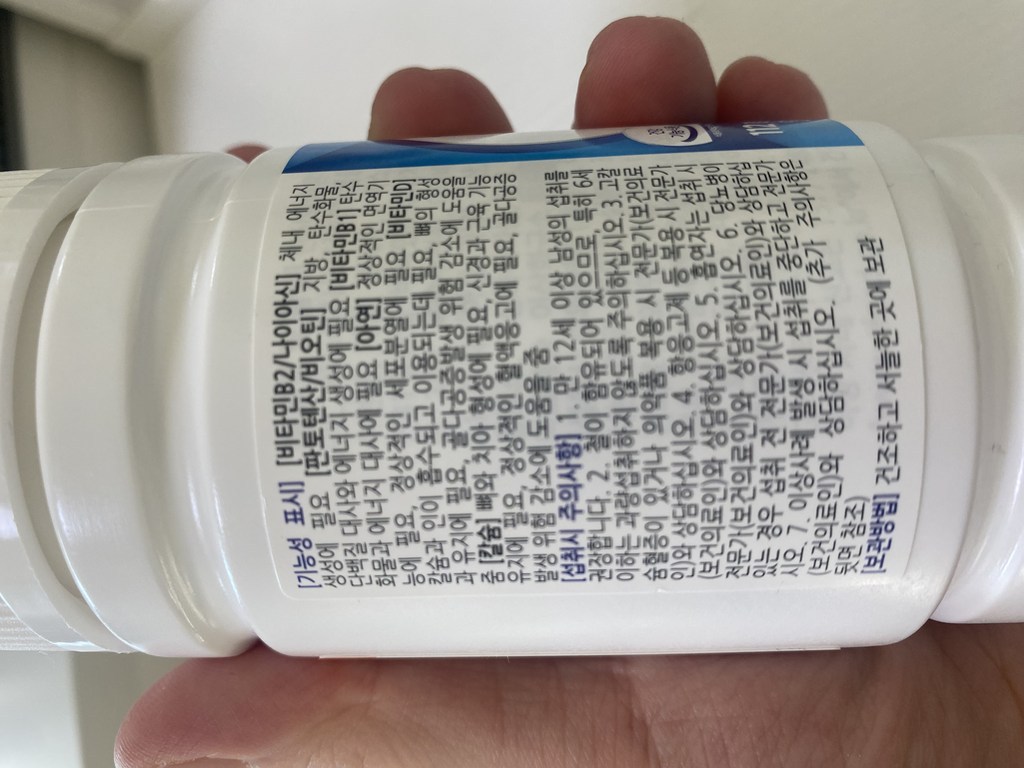 [기능성 표시] [비타민B2/나이아신] 체내 에너지
생성에 필요 [판토텐산/비오틴] 지방, 탄수화물,
단백질 대사와 에너지 생성에 필요 [비타민B1] 탄수
화물과 에너지 대사에 필요 [아연] 정상적인 면역기
능에 필요, 정상적인 세포분열에 필요 [비타민D]
칼슘과 인이 흡수되고 이용되는데 필요, 뼈의 형성
과 유지에 필요, 골다공증발생 위험 감소에 도움을
줌 [칼슘] 뼈와 치아 형성에 필요, 신경과 근육 기능
유지에 필요, 정상적인 혈액응고에 필요, 골다공증
발생 위험 감소에 도움을 줌
[섭취시 주의사항] 1. 만 12세 이상 남성의 섭취를
권장합니다. 2. 철이 함유되어 있으므로, 특히 6세
이하는 과량섭취하지 않도록 주의하십시오. 3. 고칼
슘혈증이 있거나 의약품 복용 시 전문가(보건의료
인)와 상담하십시오. 4. 항응고제 등 복용 시 전문가
(보건의료인)와 상담하십시오. 5. 흡연자는 섭취 시
전문가(보건의료인)와 상담하십시오. 6. 당뇨병이
있는 경우 섭취 전 전문가(보건의료인)와 상담하십
시오. 7. 이상사례 발생 시 섭취를 중단하고 전문가
(보건의료인)와 상담하십시오. (추가 주의사항은
뒷면 참조)
[보관방법] 건조하고 서늘한 곳에 보관